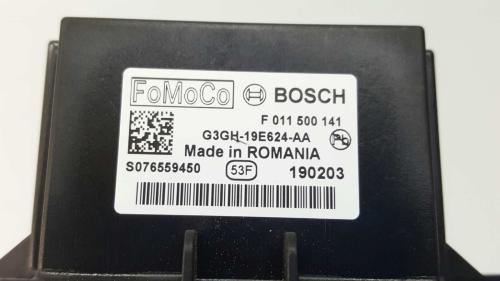 FoMoCo BOSCH
F 011 500 141
G3GH-19E624-AA
Made in ROMANIA
S076559450 53F 190203